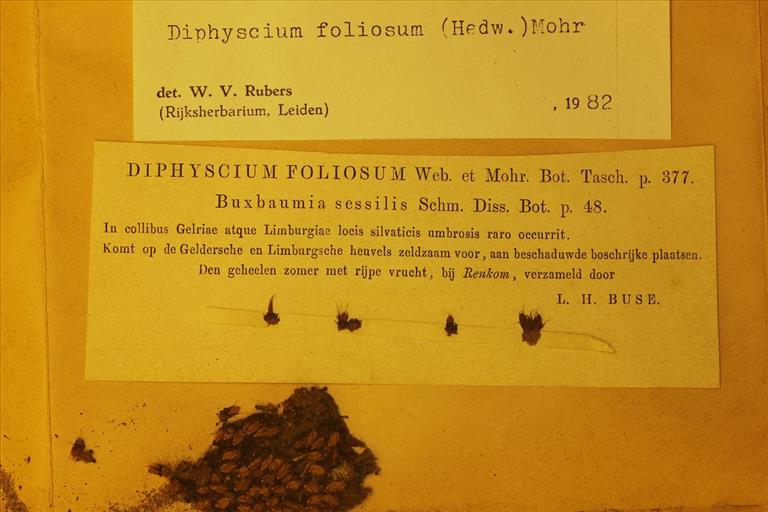 Diphyscium foliosum (Hedw.)Mohr
det. W. V. Rubers
(Rijksherbarium, Leiden) , 1982
DIPHYSCIUM FOLIOSUM Web. et Mohr. Bot. Tasch. p. 377.
Buxbaumia sessilis Schm. Diss. Bot. p. 48.
In collibus Gelriae atque Limburgiae locis silvaticis umbrosis raro occurrit.
Komt op de Geldersche en Limburgsche heuvels zeldzaam voor, aan beschaduwde boschrijke plaatsen.
Den geheelen zomer met rijpe vrucht, bij Renkom, verzameld door
L. H. BUSE.